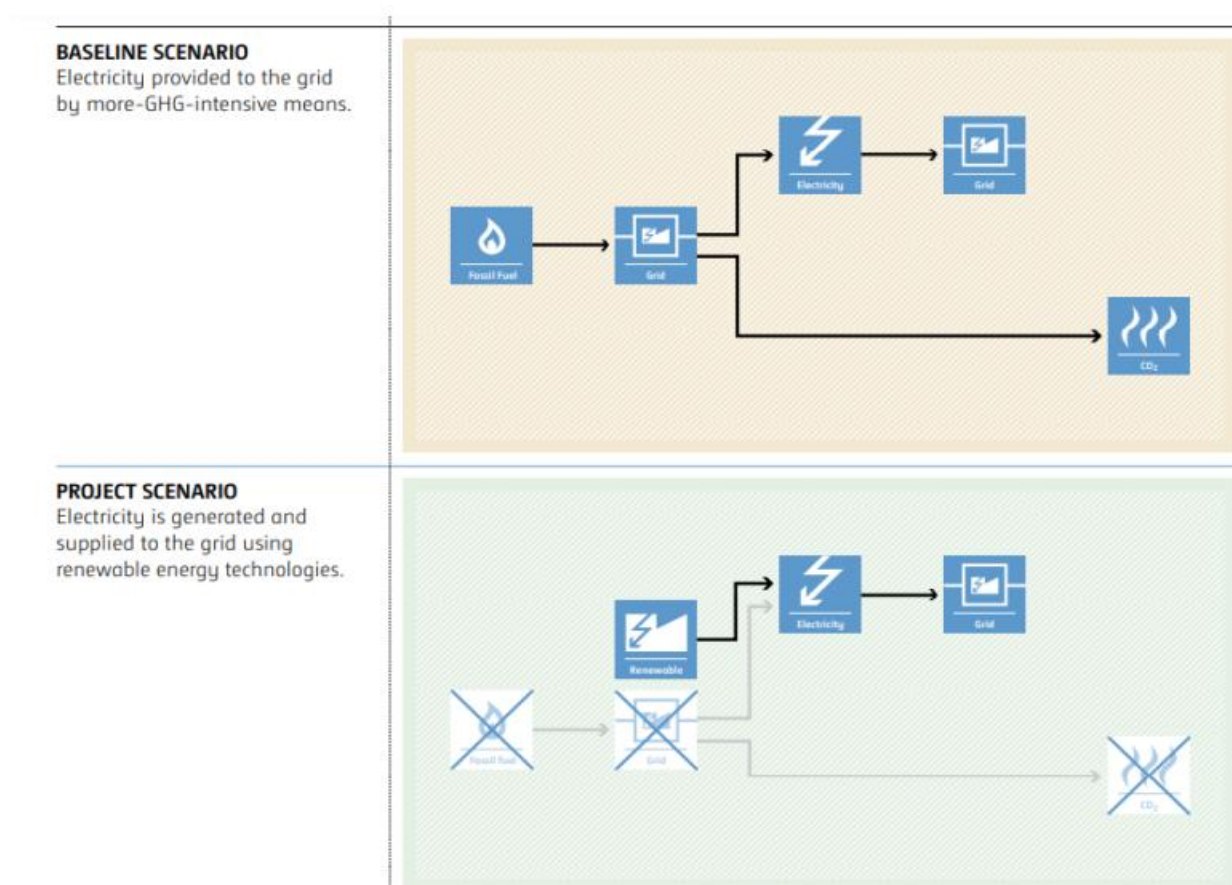 BASELINE SCENARIO
Electricity provided to the grid
by more-GHG-intensive means.
Electricity
Grid
Fossil Fuel
Grid
CO₂
PROJECT SCENARIO
Electricity is generated and
supplied to the grid using
renewable energy technologies.
Electricity
Grid
Renewable
Fossil Fuel
Grid
CO₂